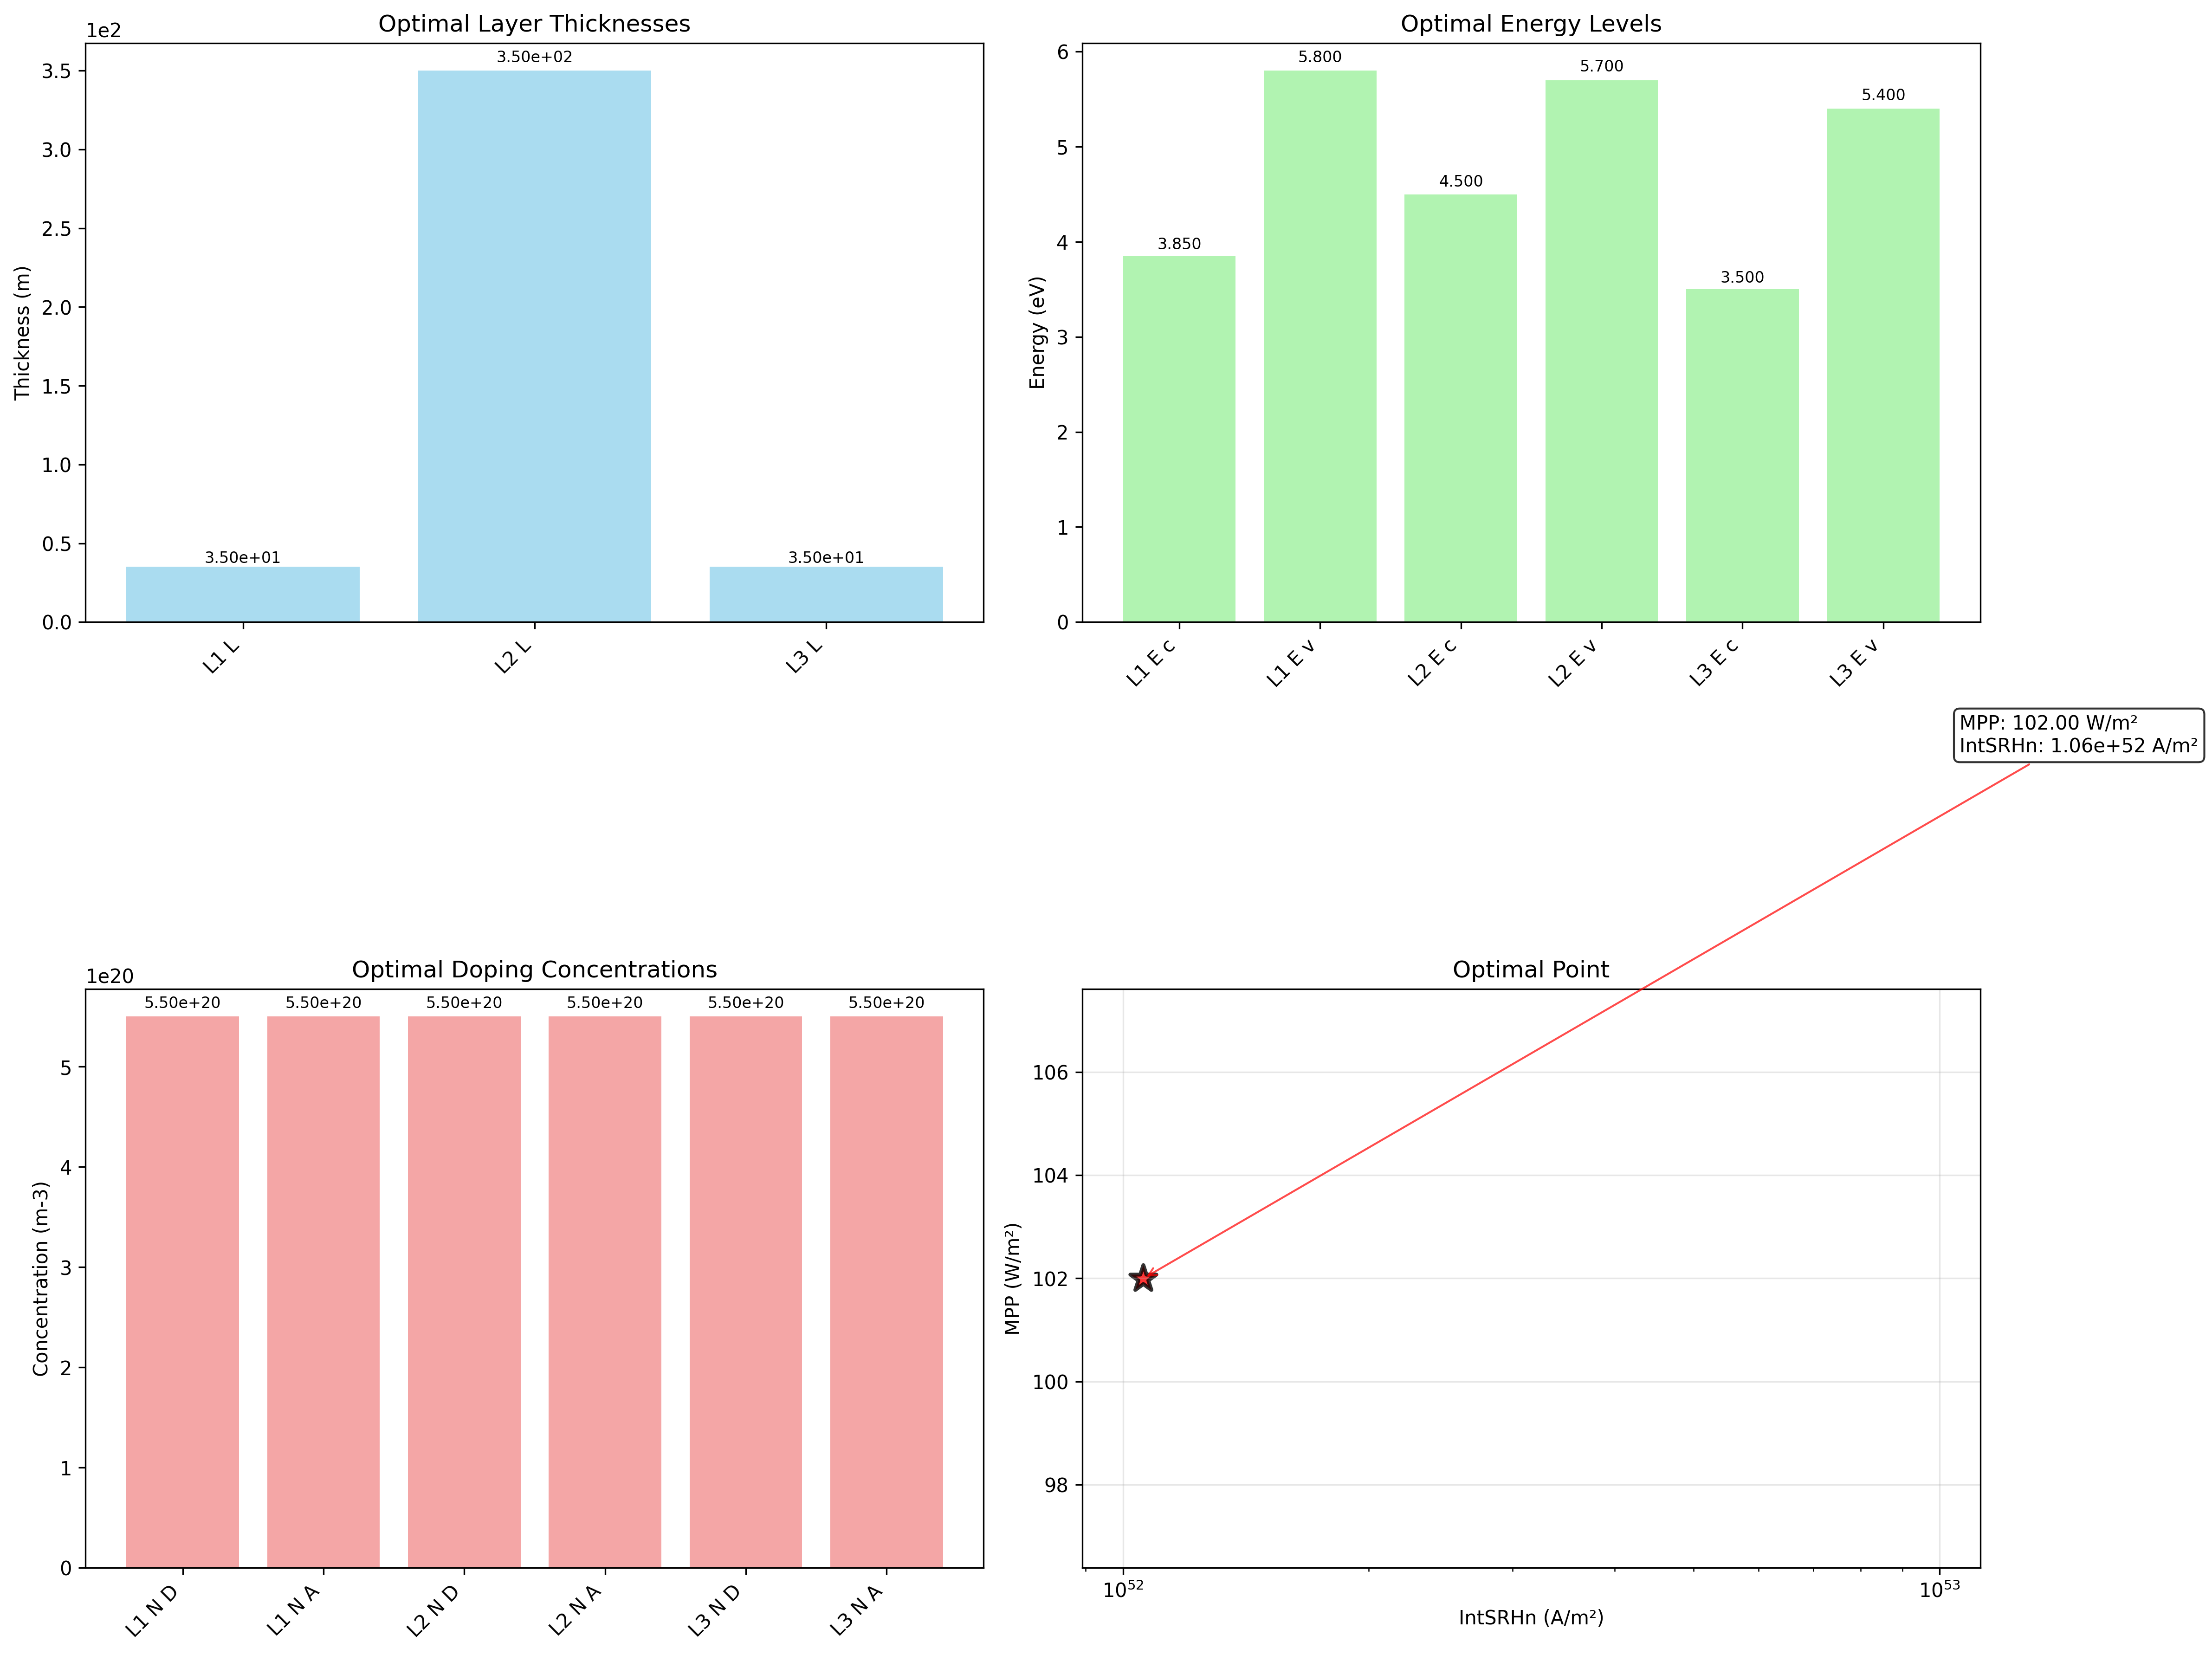 Optimal Layer Thicknesses
1e2
Thickness (m)
3.5
3.0
2.5
2.0
1.5
1.0
0.5
0.0
3.50e+01
3.50e+02
3.50e+01
L1 L
L2 L
L3 L
Optimal Energy Levels
Energy (eV)
6
5
4
3
2
1
0
3.850
5.800
4.500
5.700
3.500
5.400
L1 E c
L1 E v
L2 E c
L2 E v
L3 E c
L3 E v
Optimal Doping Concentrations
1e20
Concentration (m-3)
5
4
3
2
1
0
5.50e+20
5.50e+20
5.50e+20
5.50e+20
5.50e+20
5.50e+20
L1 N D
L1 N A
L2 N D
L2 N A
L3 N D
L3 N A
MPP: 102.00 W/m²
IntSRHn: 1.06e+52 A/m²
Optimal Point
MPP (W/m²)
106
104
102
100
98
10⁵²
10⁵³
IntSRHn (A/m²)